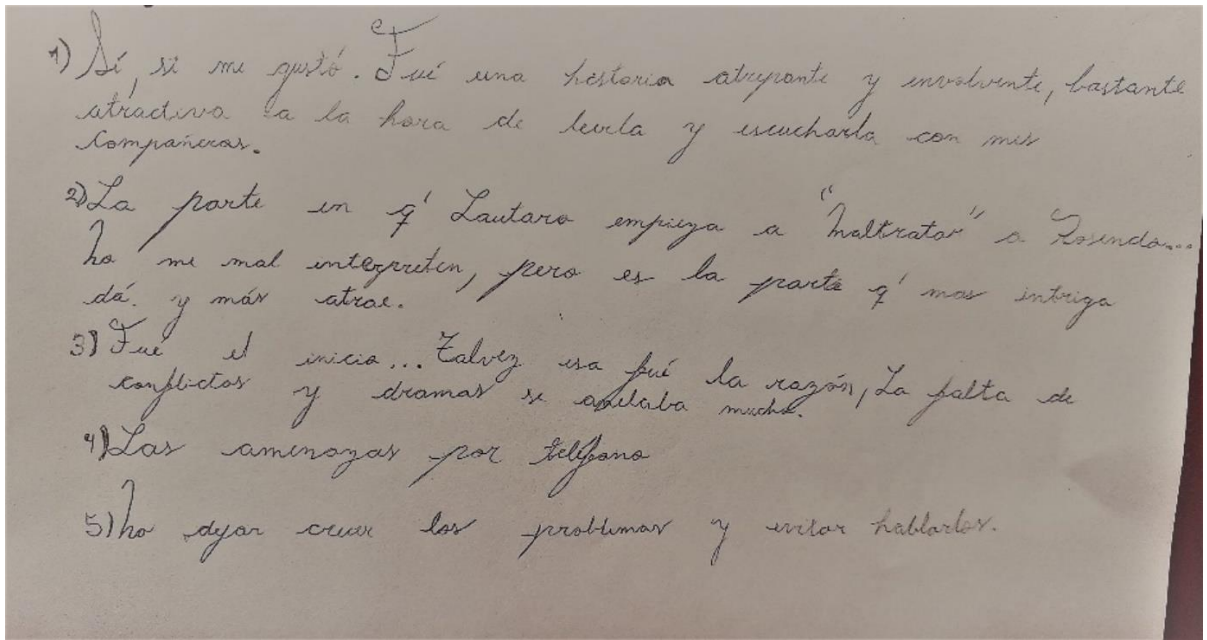 1) Sí, si me gustó. Fué una historia atrapante y envolvente, bastante
atractiva a la hora de leerla y escucharla con mis
compañeros.
2) La parte en q' Lautaro empieza a "Maltratar" a Rosendo...
No me mal interpreten, pero es la parte q' mas intriga
dá. y más atrae.
3) Fué el inicio... Talvez esa fué la razón, La falta de
conflictos y dramas se anelaba mucho.
4) Las amenazas por teléfono
5) No dejar crecer los problemas y evitar hablarlos.